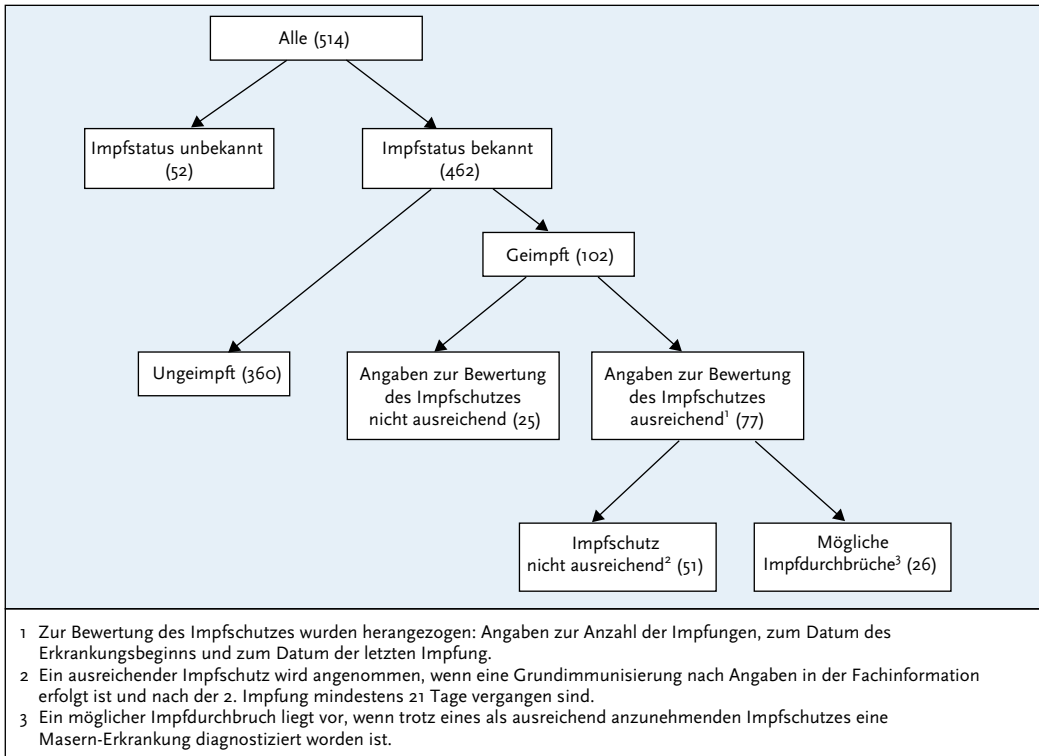 Alle (514)
Impfstatus unbekannt
(52)
Impfstatus bekannt
(462)
Geimpft (102)
Ungeimpft (360)
Angaben zur Bewertung
des Impfschutzes
nicht ausreichend (25)
Angaben zur Bewertung
des Impfschutzes
ausreichend¹ (77)
Impfschutz
nicht ausreichend² (51)
Mögliche
Impfdurchbrüche³ (26)
1 Zur Bewertung des Impfschutzes wurden herangezogen: Angaben zur Anzahl der Impfungen, zum Datum des
Erkrankungsbeginns und zum Datum der letzten Impfung.
2 Ein ausreichender Impfschutz wird angenommen, wenn eine Grundimmunisierung nach Angaben in der Fachinformation
erfolgt ist und nach der 2. Impfung mindestens 21 Tage vergangen sind.
3 Ein möglicher Impfdurchbruch liegt vor, wenn trotz eines als ausreichend anzunehmenden Impfschutzes eine
Masern-Erkrankung diagnostiziert worden ist.